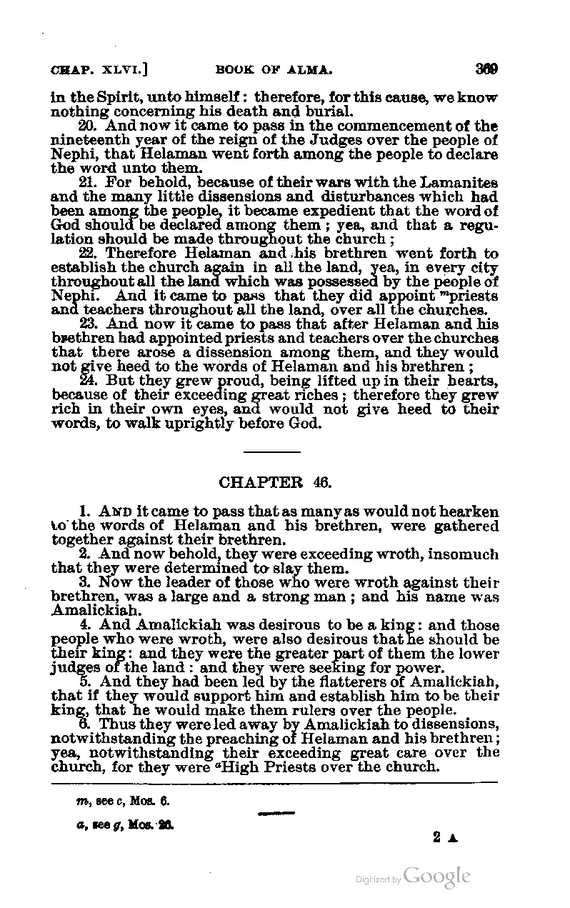 CHAP. XLVI.] BOOK OF ALMA. 369
in the Spirit, unto himself: therefore, for this cause, we know
nothing concerning his death and burial.
20. And now it came to pass in the commencement of the
nineteenth year of the reign of the Judges over the people of
Nephi, that Helaman went forth among the people to declare
the word unto them.
21. For behold, because of their wars with the Lamanites
and the many little dissensions and disturbances which had
been among the people, it became expedient that the word of
God should be declared among them; yea, and that a regu-
lation should be made throughout the church;
22. Therefore Helaman and his brethren went forth to
establish the church again in all the land, yea, in every city
throughout all the land which was possessed by the people of
Nephi. And it came to pass that they did appoint ᵐpriests
and teachers throughout all the land, over all the churches.
23. And now it came to pass that after Helaman and his
brethren had appointed priests and teachers over the churches
that there arose a dissension among them, and they would
not give heed to the words of Helaman and his brethren;
24. But they grew proud, being lifted up in their hearts,
because of their exceeding great riches; therefore they grew
rich in their own eyes, and would not give heed to their
words, to walk uprightly before God.
CHAPTER 46.
1. AND it came to pass that as many as would not hearken
to the words of Helaman and his brethren, were gathered
together against their brethren.
2. And now behold, they were exceeding wroth, insomuch
that they were determined to slay them.
3. Now the leader of those who were wroth against their
brethren, was a large and a strong man; and his name was
Amalickiah.
4. And Amalickiah was desirous to be a king: and those
people who were wroth, were also desirous that he should be
their king: and they were the greater part of them the lower
judges of the land: and they were seeking for power.
5. And they had been led by the flatterers of Amalickiah,
that if they would support him and establish him to be their
king, that he would make them rulers over the people.
6. Thus they were led away by Amalickiah to dissensions,
notwithstanding the preaching of Helaman and his brethren;
yea, notwithstanding their exceeding great care over the
church, for they were ᵃHigh Priests over the church.
m, see c, Mos. 6.
a, see g, Mos. 26.
2 A
Digitized by Google